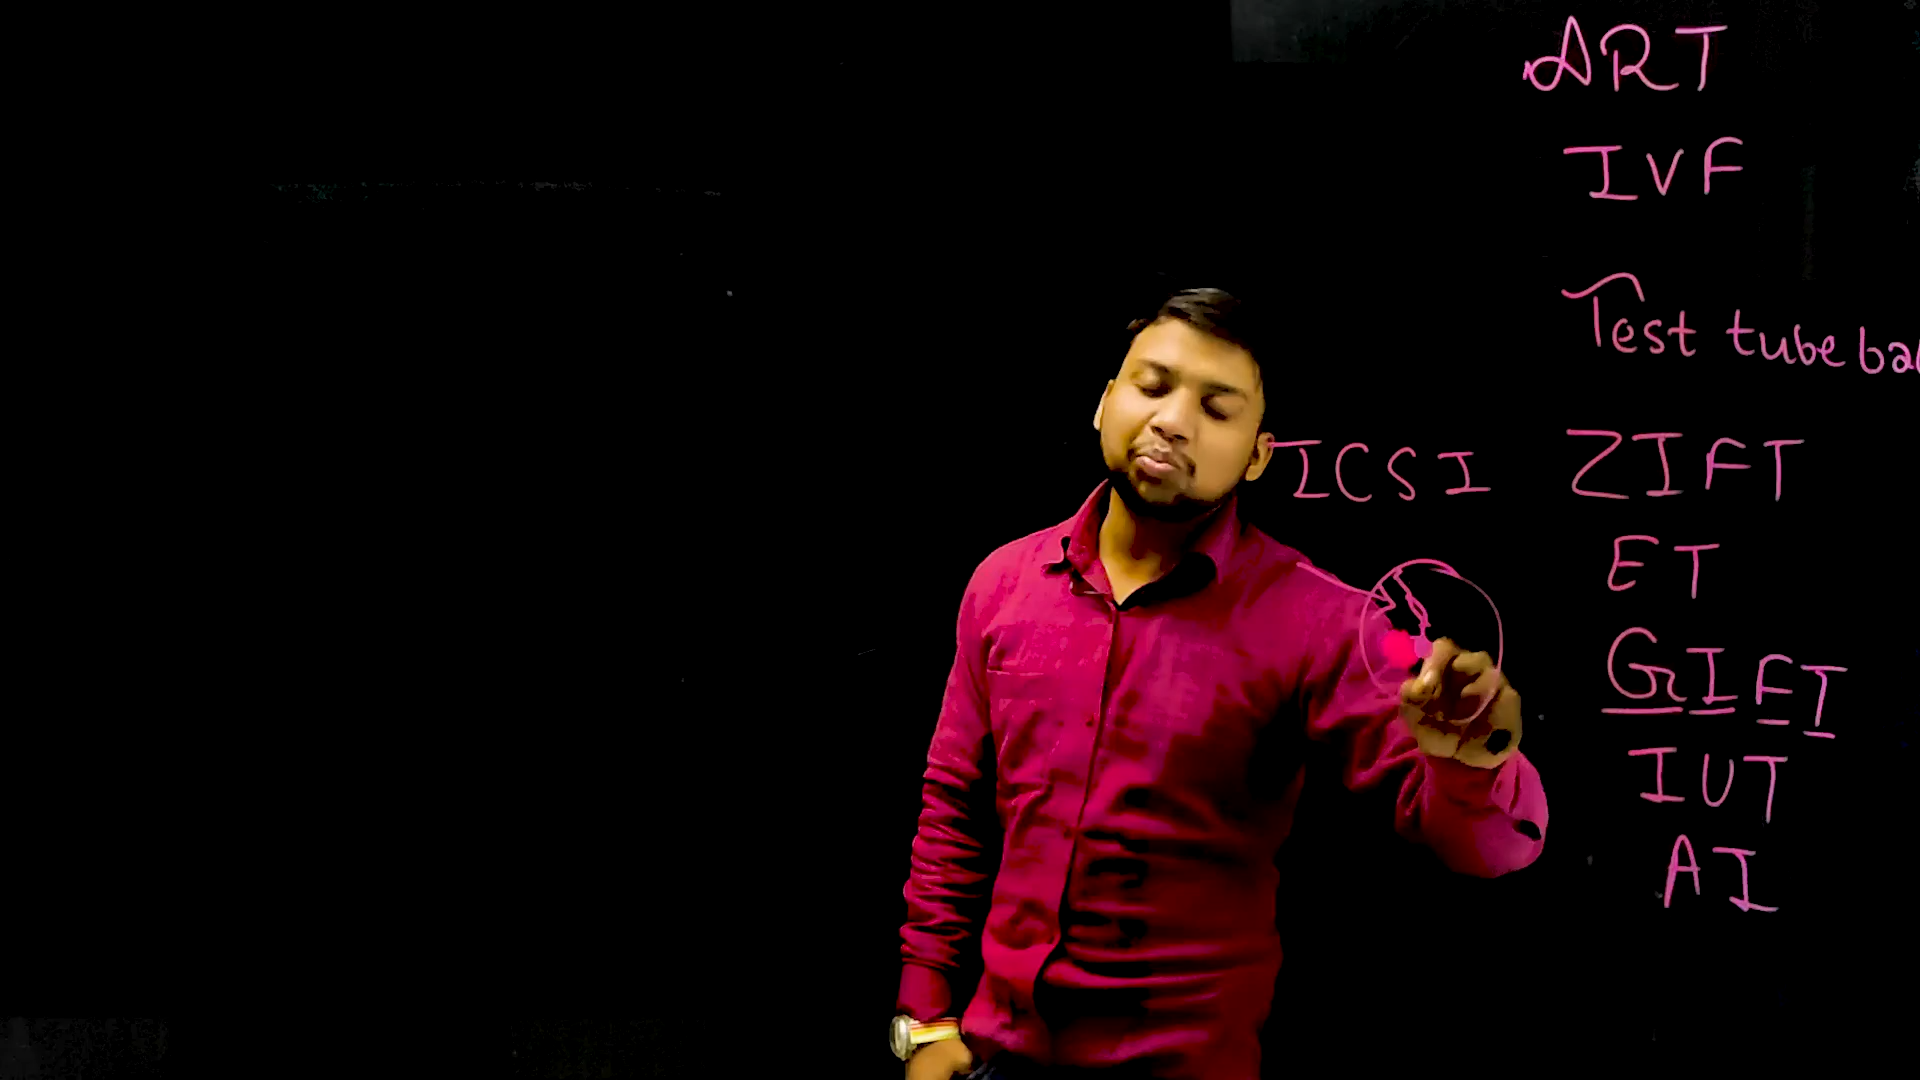 ART
IVF
Test tube
ICSI ZIFT
ET
GIFT
IUT
AI